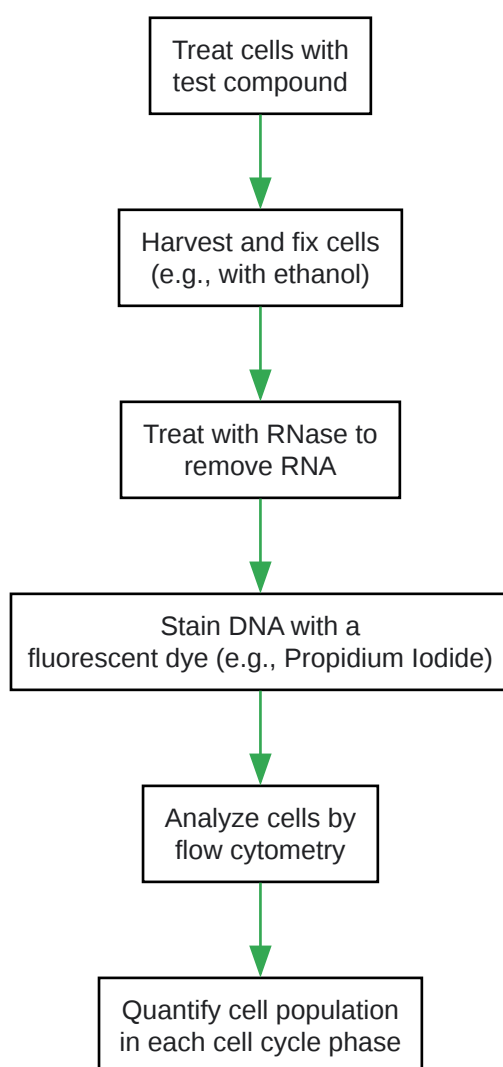 Treat cells with
test compound
Harvest and fix cells
(e.g., with ethanol)
Treat with RNase to
remove RNA
Stain DNA with a
fluorescent dye (e.g., Propidium Iodide)
Analyze cells by
flow cytometry
Quantify cell population
in each cell cycle phase